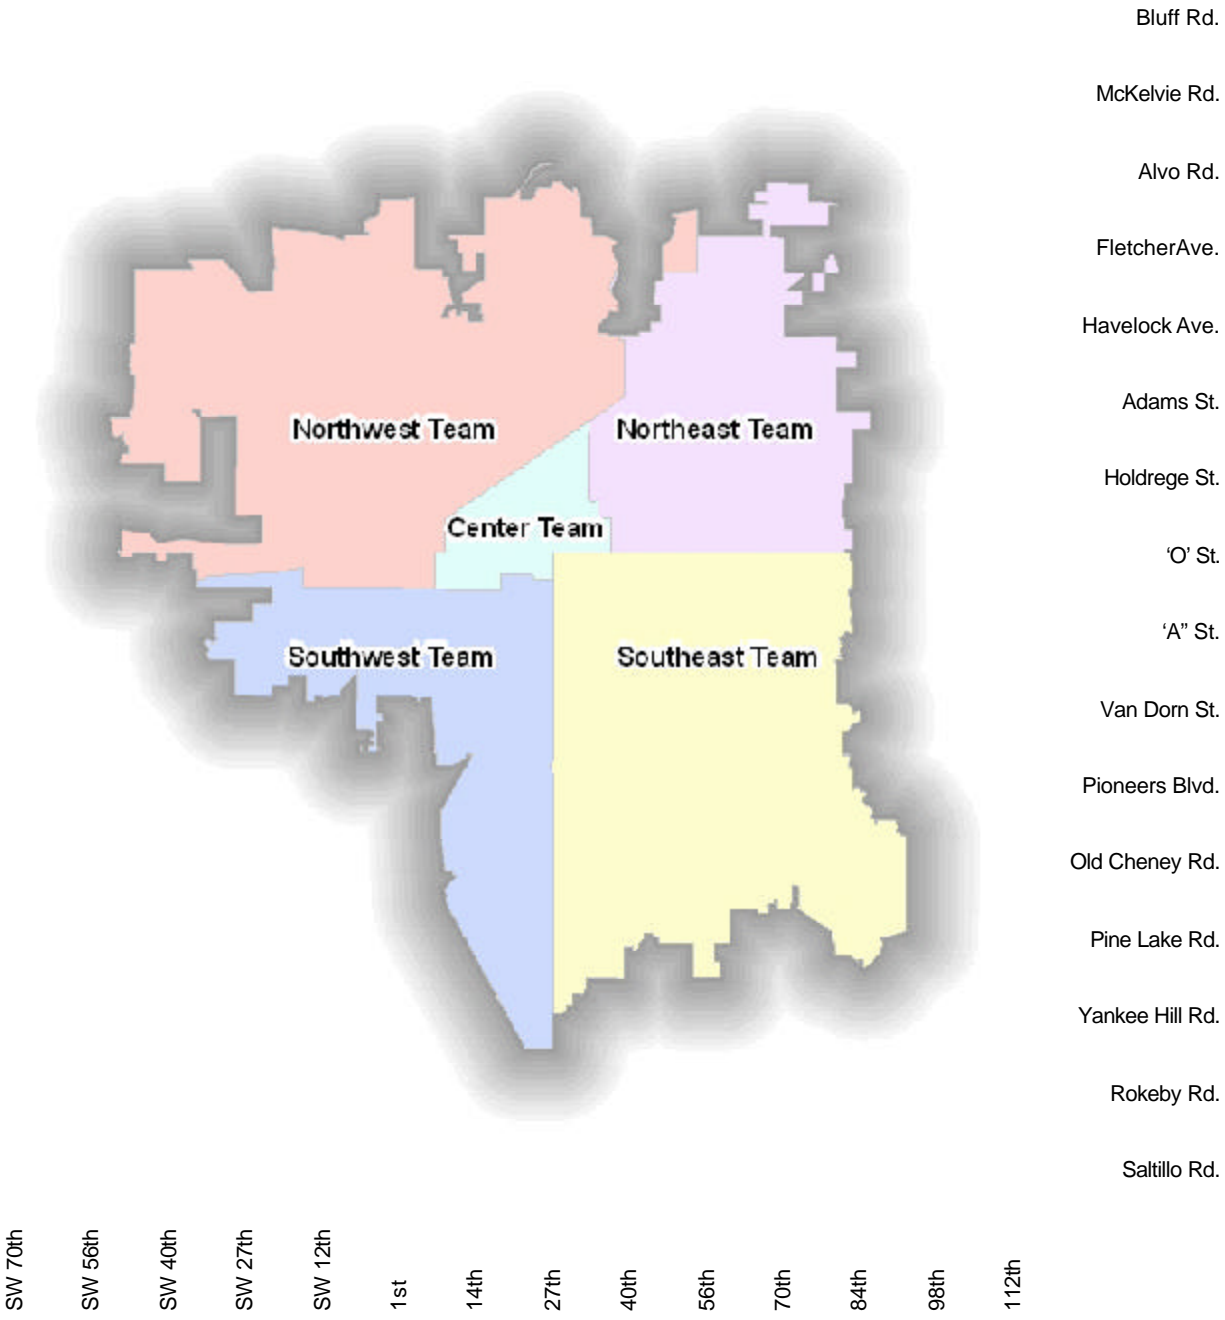 Bluff Rd.
McKelvie Rd.
Alvo Rd.
FletcherAve.
Havelock Ave.
Adams St.
Northwest Team
Northeast Team
Holdrege St.
Center Team
‘O’ St.
‘A” St.
Southwest Team
Southeast Team
Van Dorn St.
Pioneers Blvd.
Old Cheney Rd.
Pine Lake Rd.
Yankee Hill Rd.
Rokeby Rd.
Saltillo Rd.
SW 70th
SW 56th
SW 40th
SW 27th
SW 12th
1st
14th
27th
40th
56th
70th
84th
98th
112th